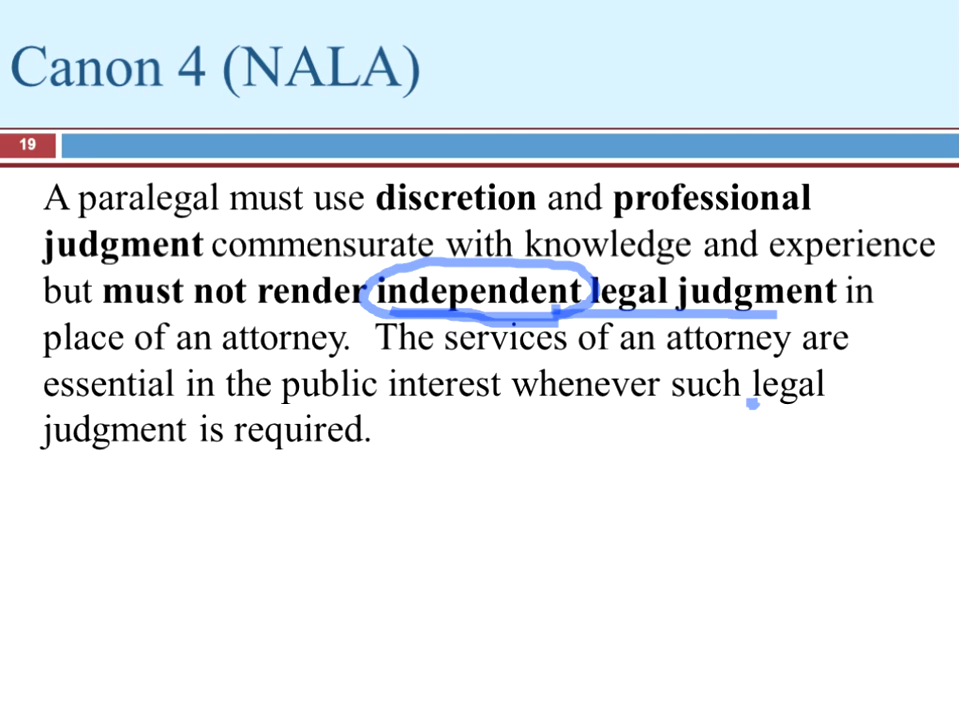 Canon 4 (NALA)
19
A paralegal must use discretion and professional
judgment commensurate with knowledge and experience
but must not render independent legal judgment in
place of an attorney. The services of an attorney are
essential in the public interest whenever such legal
judgment is required.